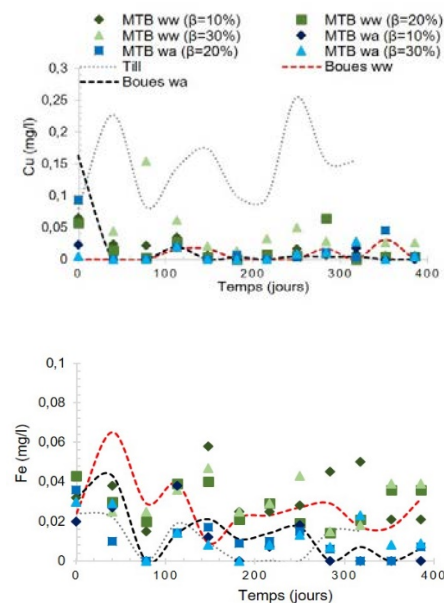 MTB ww (β=10%) MTB ww (β=20%)
MTB ww (β=30%) MTB wa (β=10%)
MTB wa (β=20%) MTB wa (β=30%)
Till Boues ww
Boues wa
0,3
0,25
0,2
0,15
0,1
0,05
0
Cu (mg/l)
0 100 200 300 400
Temps (jours)
0,1
0,08
0,06
0,04
0,02
0
Fe (mg/l)
0 100 200 300 400
Temps (jours)